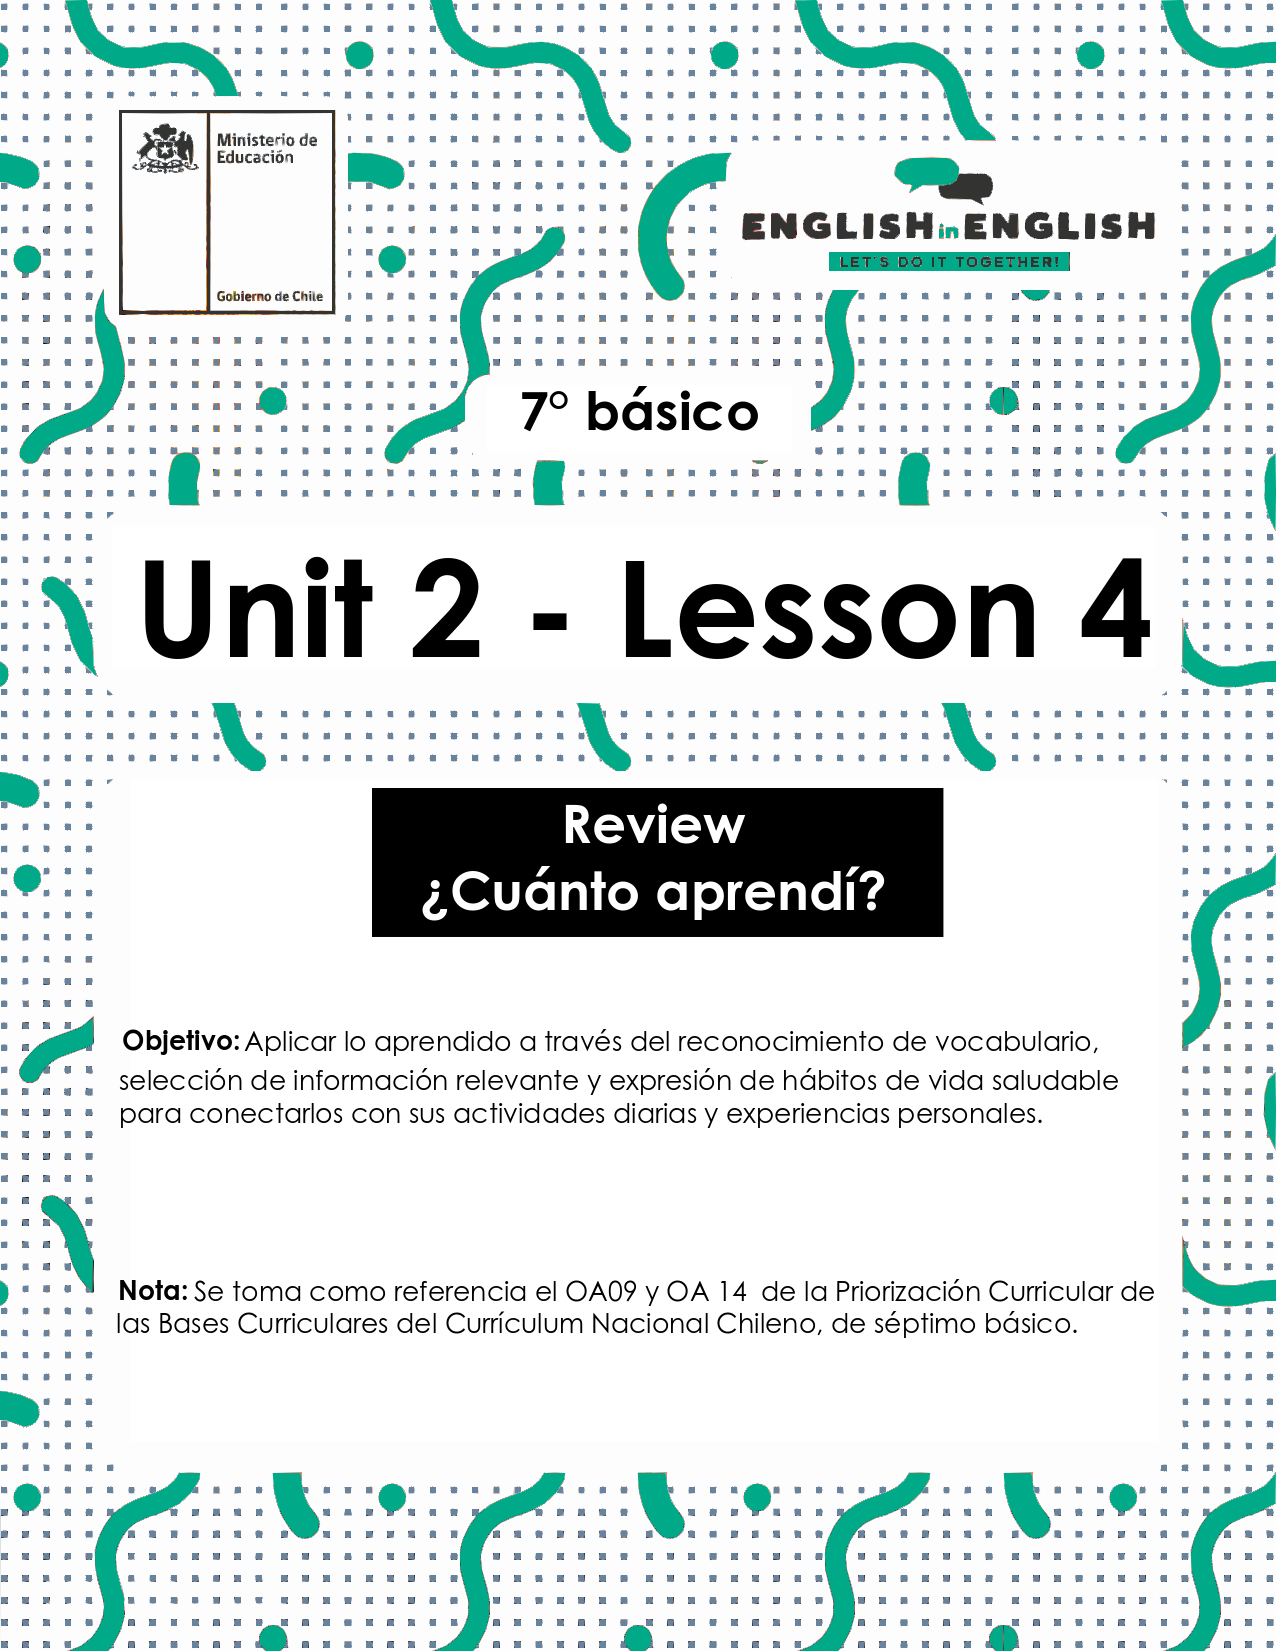 Ministerio de
Educación
Gobierno de Chile
ENGLISH in ENGLISH
LET'S DO IT TOGETHER!
7° básico
Unit 2 - Lesson 4
Review
¿Cuánto aprendí?
Objetivo: Aplicar lo aprendido a través del reconocimiento de vocabulario,
selección de información relevante y expresión de hábitos de vida saludable
para conectarlos con sus actividades diarias y experiencias personales.
Nota: Se toma como referencia el OA09 y OA 14 de la Priorización Curricular de
las Bases Curriculares del Currículum Nacional Chileno, de séptimo básico.